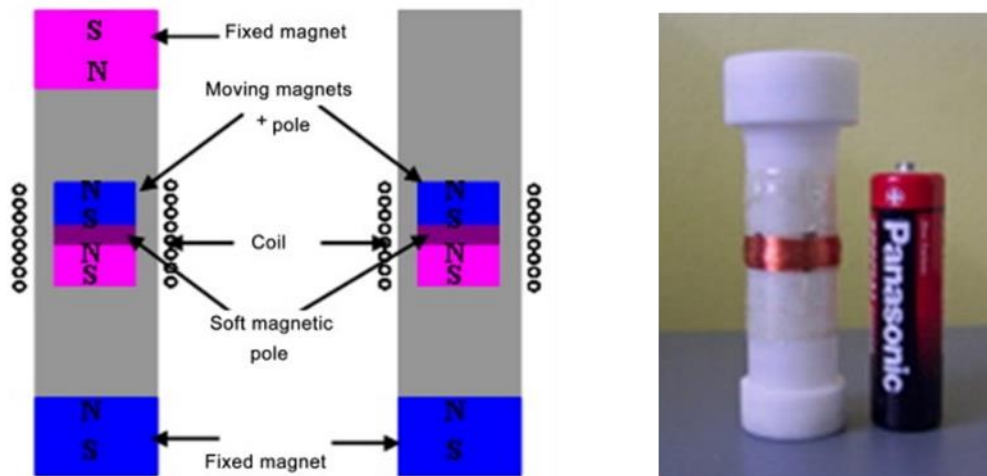 S
Fixed magnet
N
Moving magnets
+ pole
N
N
S
S
Coil
N
N
S
S
Soft magnetic
pole
N
N
S
S
Fixed magnet
+
Panasonic